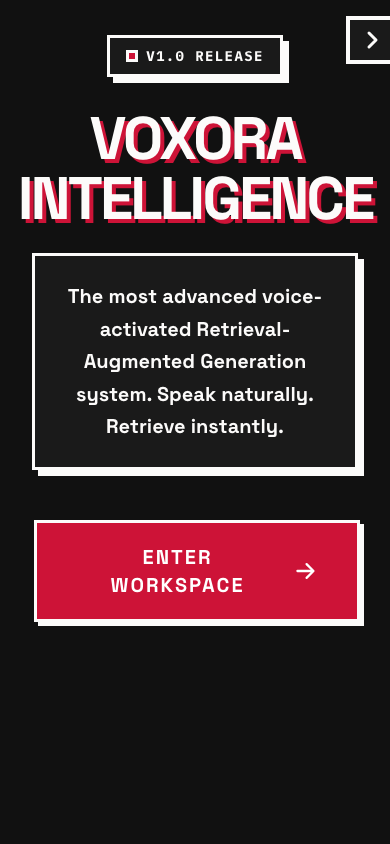 V1.0 RELEASE
VOXORA
INTELLIGENCE
The most advanced voice-
activated Retrieval-
Augmented Generation
system. Speak naturally.
Retrieve instantly.
ENTER
WORKSPACE